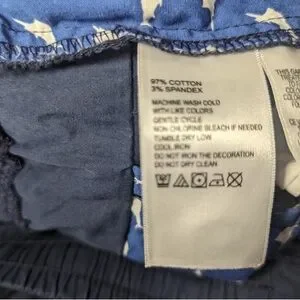 97% COTTON
3% SPANDEX
MACHINE WASH COLD
WITH LIKE COLORS
GENTLE CYCLE
NON CHLORINE BLEACH IF NEEDED
TUMBLE DRY LOW
COOL IRON
DO NOT IRON THE DECORATION
DO NOT DRY CLEAN
THIS